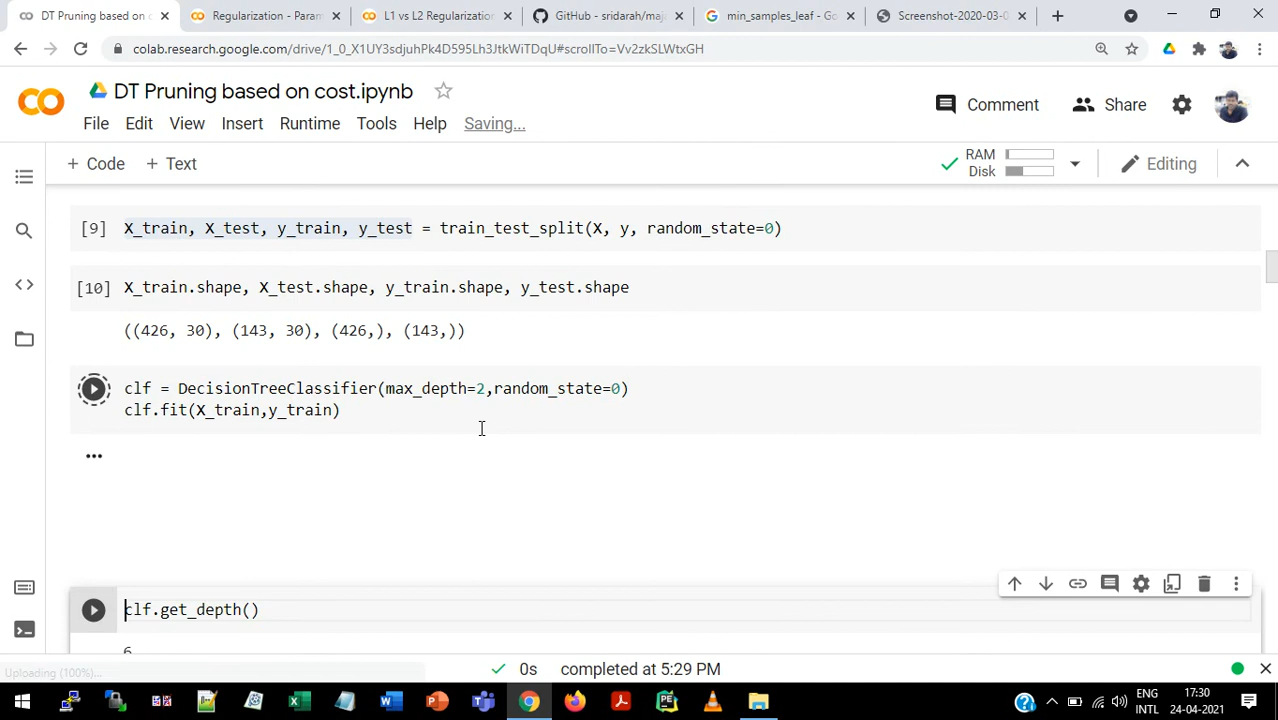 DT Pruning based on c
Regularization - Param
L1 vs L2 Regularization
GitHub - sridarah/maj
min_samples_leaf - Go
Screenshot-2020-03-0
colab.research.google.com/drive/1_0_X1UY3sdjuhPk4D595Lh3JtkWiTDqU#scrollTo=Vv2zkSLWtxGH
DT Pruning based on cost.ipynb
Comment
Share
File Edit View Insert Runtime Tools Help Saving...
+ Code + Text
RAM
Disk
Editing
[9] X_train, X_test, y_train, y_test = train_test_split(X, y, random_state=0)
[10] X_train.shape, X_test.shape, y_train.shape, y_test.shape
((426, 30), (143, 30), (426,), (143,))
clf = DecisionTreeClassifier(max_depth=2,random_state=0)
clf.fit(X_train,y_train)
...
clf.get_depth()
6
Uploading (100%)...
0s completed at 5:29 PM
ENG
INTL
17:30
24-04-2021